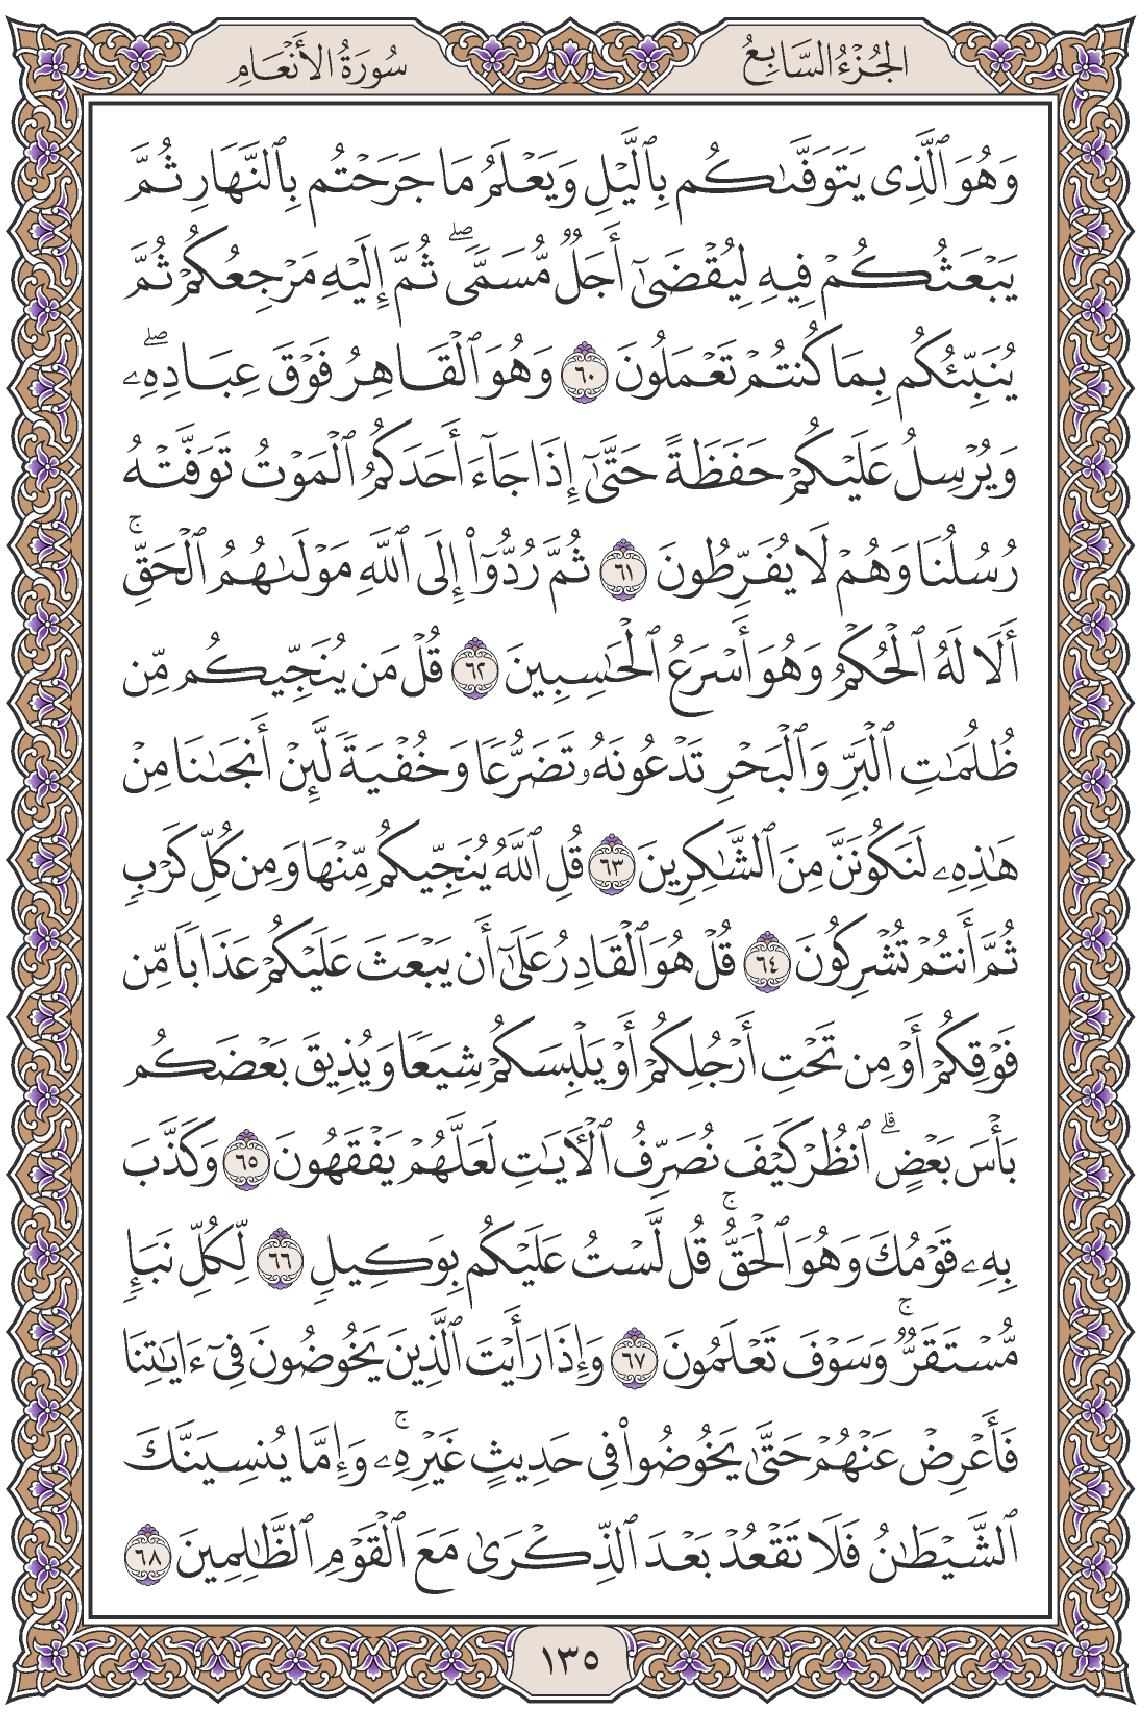 الجُزْءُ السَّابِعُ
سُورَةُ الأَنْعَامِ
وَهُوَ ٱلَّذِى يَتَوَفَّىٰكُم بِٱلَّيْلِ وَيَعْلَمُ مَا جَرَحْتُم بِٱلنَّهَارِ ثُمَّ
يَبْعَثُكُمْ فِيهِ لِيُقْضَىٰٓ أَجَلٌ مُّسَمًّى ۖ ثُمَّ إِلَيْهِ مَرْجِعُكُمْ ثُمَّ
يُنَبِّئُكُم بِمَا كُنتُمْ تَعْمَلُونَ ٦٠ وَهُوَ ٱلْقَاهِرُ فَوْقَ عِبَادِهِۦ ۖ
وَيُرْسِلُ عَلَيْكُمْ حَفَظَةً حَتَّىٰٓ إِذَا جَآءَ أَحَدَكُمُ ٱلْمَوْتُ تَوَفَّتْهُ
رُسُلُنَا وَهُمْ لَا يُفَرِّطُونَ ٦١ ثُمَّ رُدُّوٓا۟ إِلَى ٱللَّهِ مَوْلَىٰهُمُ ٱلْحَقِّ ۚ
أَلَا لَهُ ٱلْحُكْمُ وَهُوَ أَسْرَعُ ٱلْحَٰسِبِينَ ٦٢ قُلْ مَن يُنَجِّيكُم مِّن
ظُلُمَٰتِ ٱلْبَرِّ وَٱلْبَحْرِ تَدْعُونَهُۥ تَضَرُّعًا وَخُفْيَةً لَّئِنْ أَنجَىٰنَا مِنْ
هَٰذِهِۦ لَنَكُونَنَّ مِنَ ٱلشَّٰكِرِينَ ٦٣ قُلِ ٱللَّهُ يُنَجِّيكُم مِّنْهَا وَمِن كُلِّ كَرْبٍ
ثُمَّ أَنتُمْ تُشْرِكُونَ ٦٤ قُلْ هُوَ ٱلْقَادِرُ عَلَىٰٓ أَن يَبْعَثَ عَلَيْكُمْ عَذَابًا مِّن
فَوْقِكُمْ أَوْ مِن تَحْتِ أَرْجُلِكُمْ أَوْ يَلْبِسَكُمْ شِيَعًا وَيُذِيقَ بَعْضَكُم
بَأْسَ بَعْضٍ ۗ ٱنظُرْ كَيْفَ نُصَرِّفُ ٱلْءَايَٰتِ لَعَلَّهُمْ يَفْقَهُونَ ٦٥ وَكَذَّبَ
بِهِۦ قَوْمُكَ وَهُوَ ٱلْحَقُّ ۚ قُل لَّسْتُ عَلَيْكُم بِوَكِيلٍ ٦٦ لِّكُلِّ نَبَإٍ
مُّسْتَقَرٌّ ۚ وَسَوْفَ تَعْلَمُونَ ٦٧ وَإِذَا رَأَيْتَ ٱلَّذِينَ يَخُوضُونَ فِىٓ ءَايَٰتِنَا
فَأَعْرِضْ عَنْهُمْ حَتَّىٰ يَخُوضُوا۟ فِى حَدِيثٍ غَيْرِهِۦ ۚ وَإِمَّا يُنسِيَنَّكَ
ٱلشَّيْطَٰنُ فَلَا تَقْعُدْ بَعْدَ ٱلذِّكْرَىٰ مَعَ ٱلْقَوْمِ ٱلظَّٰلِمِينَ ٦٨
١٣٥